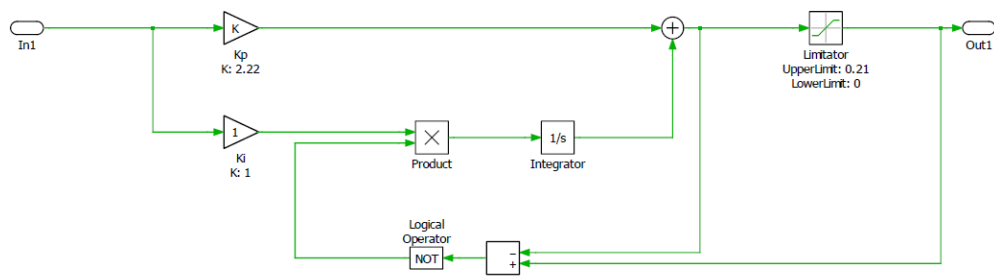 In1
K
Kp
K: 2.22
+
Limitator
UpperLimit: 0.21
LowerLimit: 0
Out1
1
Ki
K: 1
×
Product
1/s
Integrator
Logical
Operator
NOT
−
+